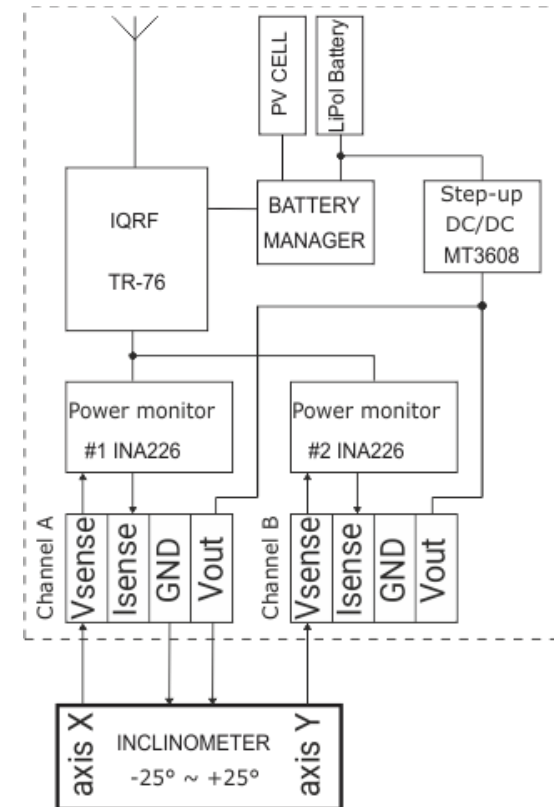 PV CELL
LiPol Battery
IQRF
TR-76
BATTERY
MANAGER
Step-up
DC/DC
MT3608
Power monitor
#1 INA226
Power monitor
#2 INA226
Channel A
Vsense
Isense
GND
Vout
Channel B
Vsense
Isense
GND
Vout
axis X
INCLINOMETER
-25° ~ +25°
axis Y